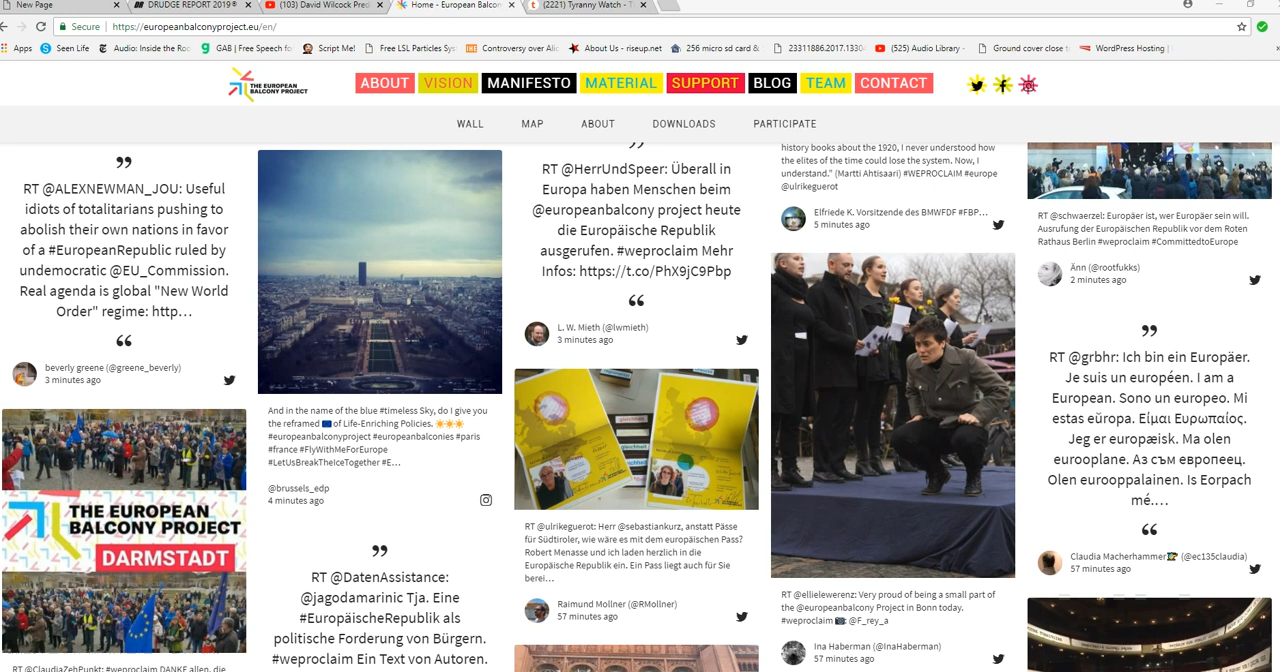 New Page
DRUDGE REPORT 2019®
(103) David Wilcock Pred
Home - European Balcon
(2221) Tyranny Watch - T
Secure
https://europeanbalconyproject.eu/en/
Apps
Seen Life
Audio: Inside the Roo
GAB | Free Speech fo
Script Me!
Free LSL Particles Sys
Controversy over Alic
About Us - riseup.net
256 micro sd card &
23311886.2017.1330
(525) Audio Library -
Ground cover close
WordPress Hosting |
THE EUROPEAN
BALCONY PROJECT
ABOUT
VISION
MANIFESTO
MATERIAL
SUPPORT
BLOG
TEAM
CONTACT
WALL
MAP
ABOUT
DOWNLOADS
PARTICIPATE
”
RT @ALEXNEWMAN_JOU: Useful
idiots of totalitarians pushing to
abolish their own nations in favor
of a #EuropeanRepublic ruled by
undemocratic @EU_Commission.
Real agenda is global "New World
Order" regime: http…
“
beverly greene (@greene_beverly)
3 minutes ago
THE EUROPEAN
BALCONY PROJECT
DARMSTADT
RT @ClaudiaZehPunkt: #weproclaim DANKE allen, die
And in the name of the blue #timeless Sky, do I give you
the reframed 🇪🇺 of Life-Enriching Policies. ☀☀☀
#europeanbalconyproject #europeanbalconies #paris
#france #FlyWithMeForEurope
#LetUsBreakTheIceTogether #E…
@brussels_edp
4 minutes ago
”
RT @DatenAssistance:
@jagodamarinic Tja. Eine
#EuropäischeRepublik als
politische Forderung von Bürgern.
#weproclaim Ein Text von Autoren.
”
RT @HerrUndSpeer: Überall in
Europa haben Menschen beim
@europeanbalcony project heute
die Europäische Republik
ausgerufen. #weproclaim Mehr
Infos: https://t.co/PhX9jC9Pbp
“
L. W. Mieth (@lwmieth)
3 minutes ago
RT @ulrikeguerot: Herr @sebastiankurz, anstatt Pässe
für Südtiroler, wie wäre es mit dem europäischen Pass?
Robert Menasse und ich laden herzlich in die
Europäische Republik ein. Ein Pass liegt auch für Sie
berei…
Raimund Mollner (@RMollner)
57 minutes ago
history books about the 1920, I never understood how
the elites of the time could lose the system. Now, I
understand." (Martti Ahtisaari) #WEPROCLAIM #europe
@ulrikeguerot
Elfriede K. Vorsitzende des BMWFDF #FBP…
5 minutes ago
RT @ellielewerenz: Very proud of being a small part of
the @europeanbalcony Project in Bonn today.
#weproclaim 📷: @F_rey_a
Ina Haberman (@InaHaberman)
57 minutes ago
RT @schwaerzel: Europäer ist, wer Europäer sein will.
Ausrufung der Europäischen Republik vor dem Roten
Rathaus Berlin #weproclaim #CommittedtoEurope
Änn (@rootfukks)
2 minutes ago
”
RT @grbhr: Ich bin ein Europäer.
Je suis un européen. I am a
European. Sono un europeo. Mi
estas eŭropa. Είμαι Ευρωπαίος.
Jeg er europæisk. Ma olen
eurooplane. Аз съм европеец.
Olen eurooppalainen. Is Eorpach
mé.…
“
Claudia Macherhammer (@ec135claudia)
57 minutes ago